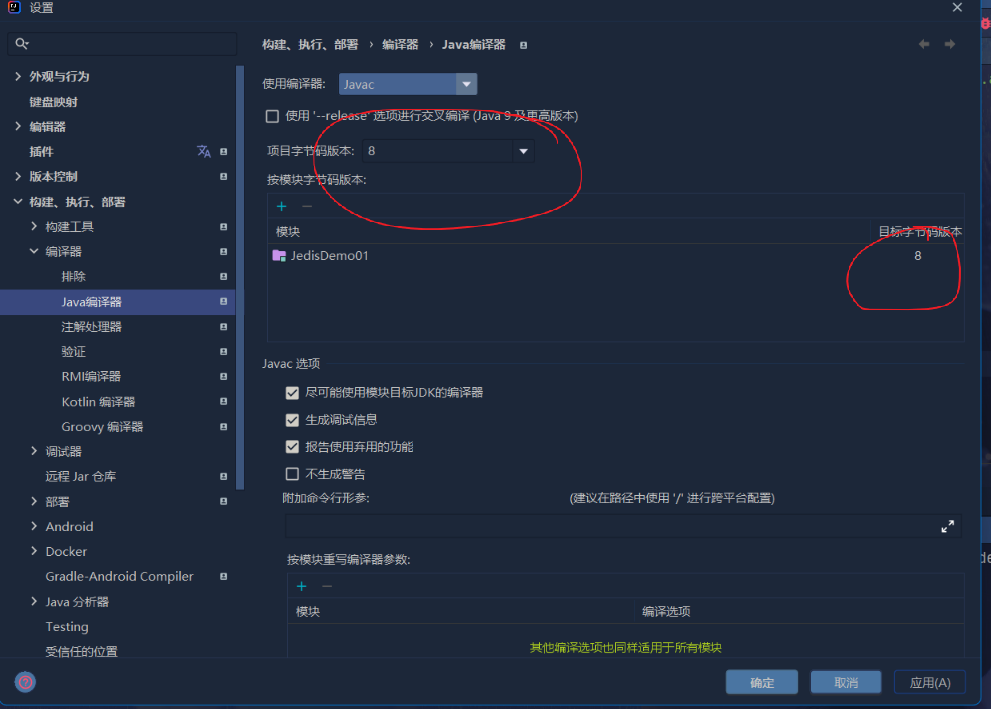 设置
构建、执行、部署 › 编译器 › Java编译器
使用编译器: Javac
使用 '--release' 选项进行交叉编译 (Java 9 及更高版本)
项目字节码版本: 8
按模块字节码版本:
模块 目标字节码版本
JedisDemo01 8
Javac 选项
尽可能使用模块目标JDK的编译器
生成调试信息
报告使用弃用的功能
不生成警告
附加命令行形参: (建议在路径中使用 '/' 进行跨平台配置)
按模块重写编译器参数:
模块 编译选项
其他编译选项也同样适用于所有模块
外观与行为
键盘映射
编辑器
插件
版本控制
构建、执行、部署
构建工具
编译器
排除
Java编译器
注解处理器
验证
RMI编译器
Kotlin 编译器
Groovy 编译器
调试器
远程 Jar 仓库
部署
Android
Docker
Gradle-Android Compiler
Java 分析器
Testing
受信任的位置
确定 取消 应用(A)